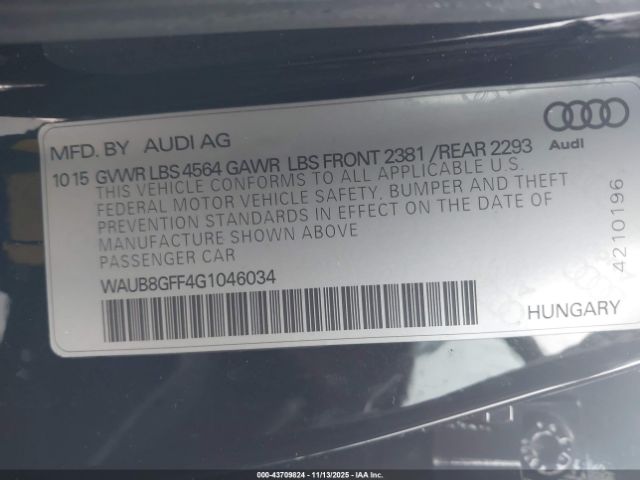 MFD. BY AUDI AG
Audi
10 15 GVWR LBS 4564 GAWR LBS FRONT 2381 /REAR 2293
THIS VEHICLE CONFORMS TO ALL APPLICABLE U.S.
FEDERAL MOTOR VEHICLE SAFETY, BUMPER AND THEFT
PREVENTION STANDARDS IN EFFECT ON THE DATE OF
MANUFACTURE SHOWN ABOVE
PASSENGER CAR
4210196
WAUB8GFF4G1046034
HUNGARY
000-43709824 - 11/13/2025 - IAA Inc.